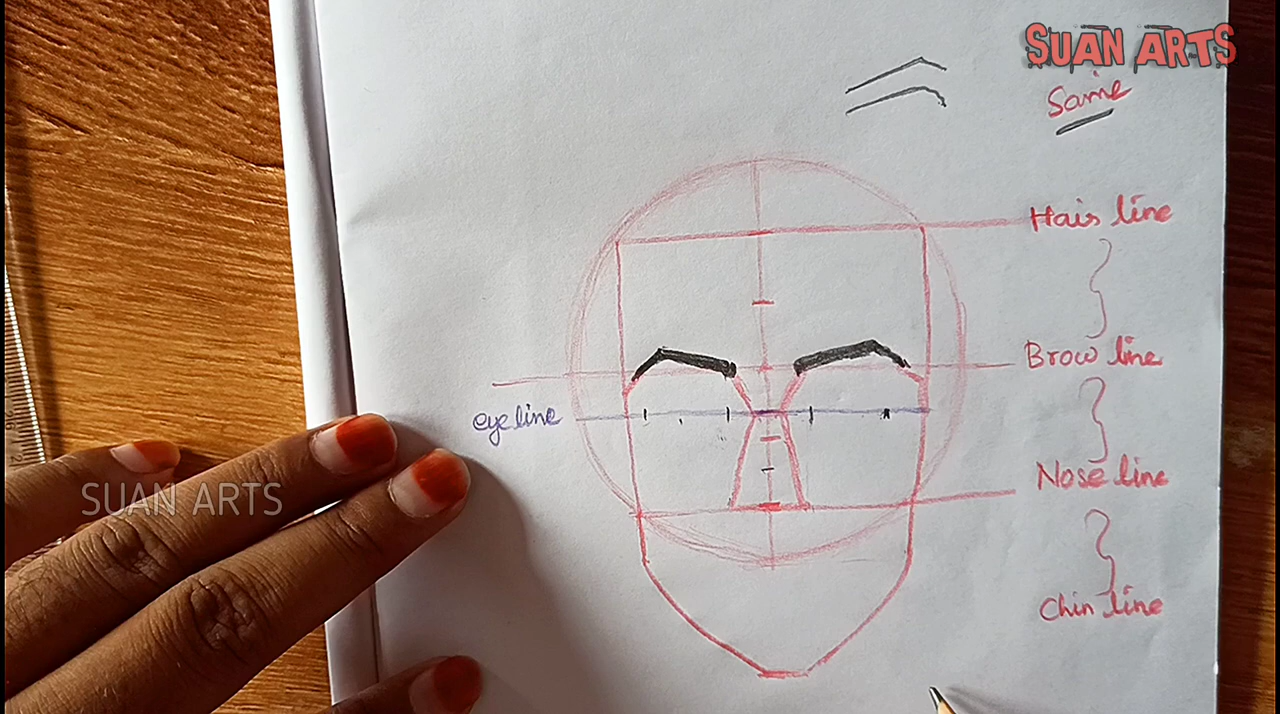 SUAN ARTS
Same
Hair line
Brow line
eye line
Nose line
SUAN ARTS
Chin line